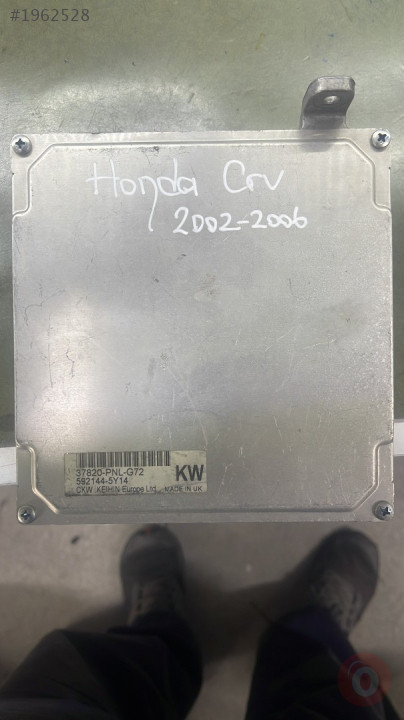 #1962528
Honda Crv
2002-2006
37820-PNL-G72
592144-5Y14
KW
CKW KEIHIN Europe Ltd. MADE IN UK